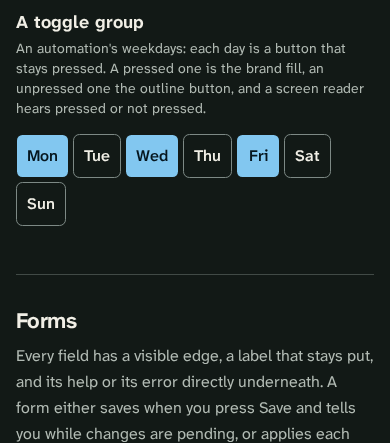 A toggle group
An automation's weekdays: each day is a button that
stays pressed. A pressed one is the brand fill, an
unpressed one the outline button, and a screen reader
hears pressed or not pressed.
Mon Tue Wed Thu Fri Sat
Sun
Forms
Every field has a visible edge, a label that stays put,
and its help or its error directly underneath. A
form either saves when you press Save and tells
you while changes are pending, or applies each